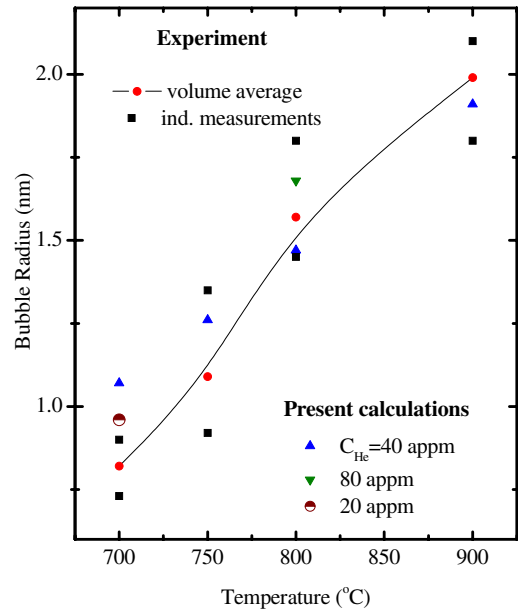 Experiment
volume average
ind. measurements
2.0
1.5
1.0
Bubble Radius (nm)
Present calculations
C_He=40 appm
80 appm
20 appm
700 750 800 850 900
Temperature (°C)